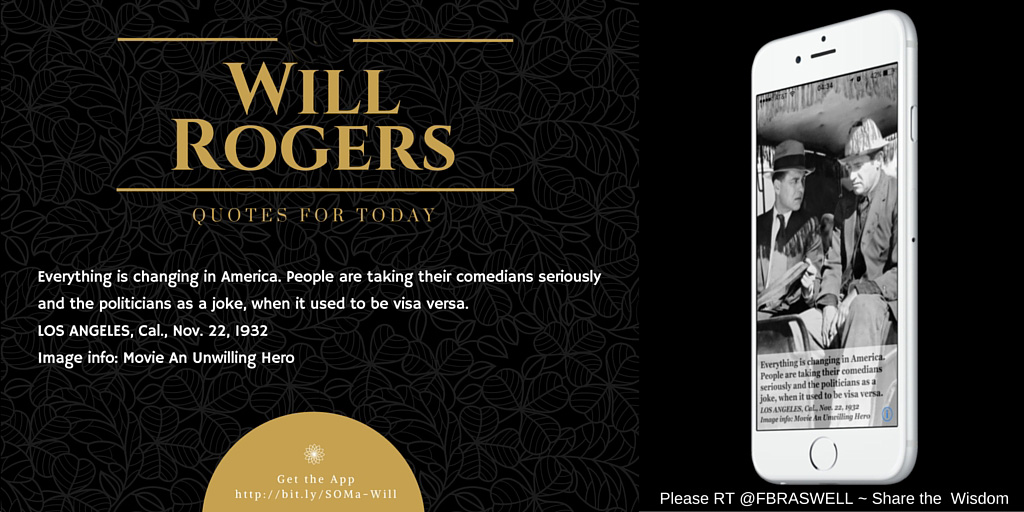 WILL
ROGERS
QUOTES FOR TODAY
Everything is changing in America. People are taking their comedians seriously
and the politicians as a joke, when it used to be visa versa.
LOS ANGELES, Cal., Nov. 22, 1932
Image info: Movie An Unwilling Hero
Get the App
http://bit.ly/SOMa-Will
04:34
42%
Everything is changing in America.
People are taking their comedians
seriously and the politicians as a
joke, when it used to be visa versa.
LOS ANGELES, Cal., Nov. 22, 1932
Image info: Movie An Unwilling Hero
Please RT @FBRASWELL ~ Share the Wisdom